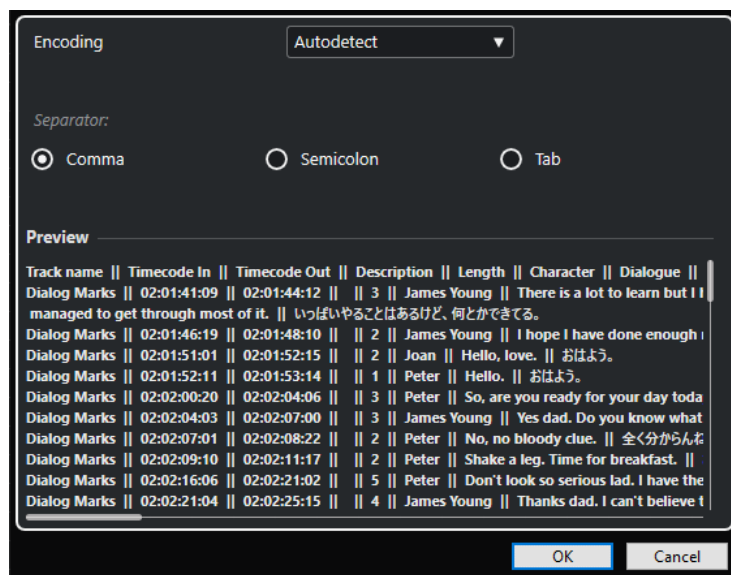 Encoding
Autodetect
Separator:
Comma
Semicolon
Tab
Preview
Track name || Timecode In || Timecode Out || Description || Length || Character || Dialogue ||
Dialog Marks || 02:01:41:09 || 02:01:44:12 || || 3 || James Young || There is a lot to learn but I
managed to get through most of it. || いっぱいやることはあるけど、何とかできてる。
Dialog Marks || 02:01:46:19 || 02:01:48:10 || || 2 || James Young || I hope I have done enough
Dialog Marks || 02:01:51:01 || 02:01:52:15 || || 2 || Joan || Hello, love. || おはよう。
Dialog Marks || 02:01:52:11 || 02:01:53:14 || || 1 || Peter || Hello. || おはよう。
Dialog Marks || 02:02:00:20 || 02:02:04:06 || || 3 || Peter || So, are you ready for your day toda
Dialog Marks || 02:02:04:03 || 02:02:07:00 || || 3 || James Young || Yes dad. Do you know what
Dialog Marks || 02:02:07:01 || 02:02:08:22 || || 2 || Peter || No, no bloody clue. || 全く分からんね
Dialog Marks || 02:02:09:10 || 02:02:11:17 || || 2 || Peter || Shake a leg. Time for breakfast. ||
Dialog Marks || 02:02:16:06 || 02:02:21:02 || || 5 || Peter || Don't look so serious lad. I have the
Dialog Marks || 02:02:21:04 || 02:02:25:15 || || 4 || James Young || Thanks dad. I can't believe t
OK
Cancel